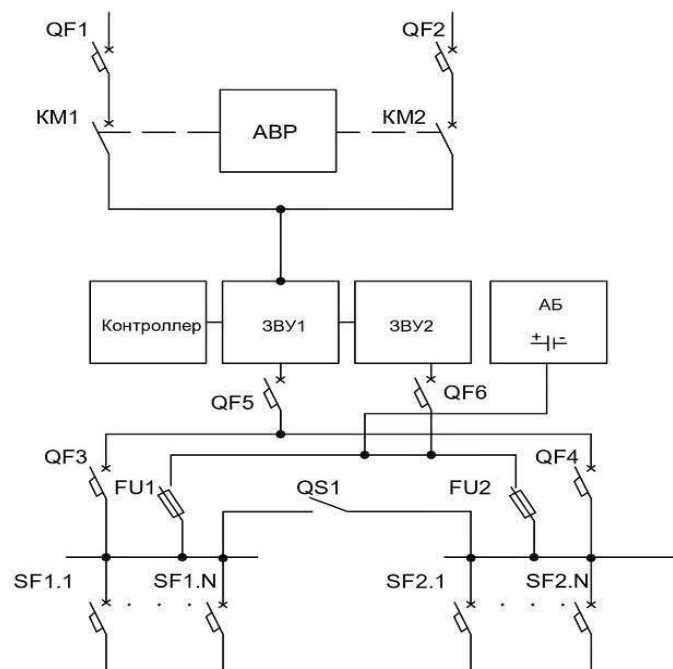 QF1
QF2
KM1
АВР
KM2
Контроллер
ЗВУ1
ЗВУ2
АБ
+ -
QF5
QF6
QF3
FU1
QS1
FU2
QF4
SF1.1
SF1.N
SF2.1
SF2.N